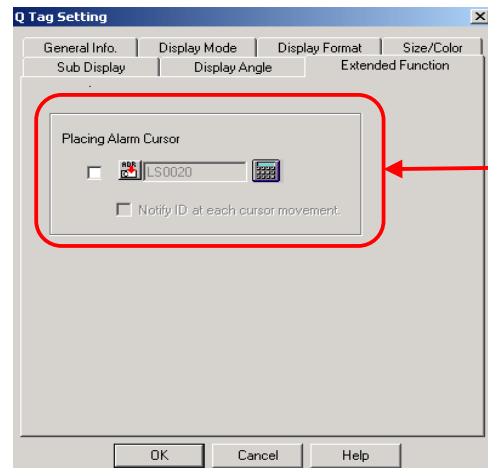 Q Tag Setting
General Info. Display Mode Display Format Size/Color
Sub Display Display Angle Extended Function
Placing Alarm Cursor
ADR LS0020
Notify ID at each cursor movement.
OK Cancel Help